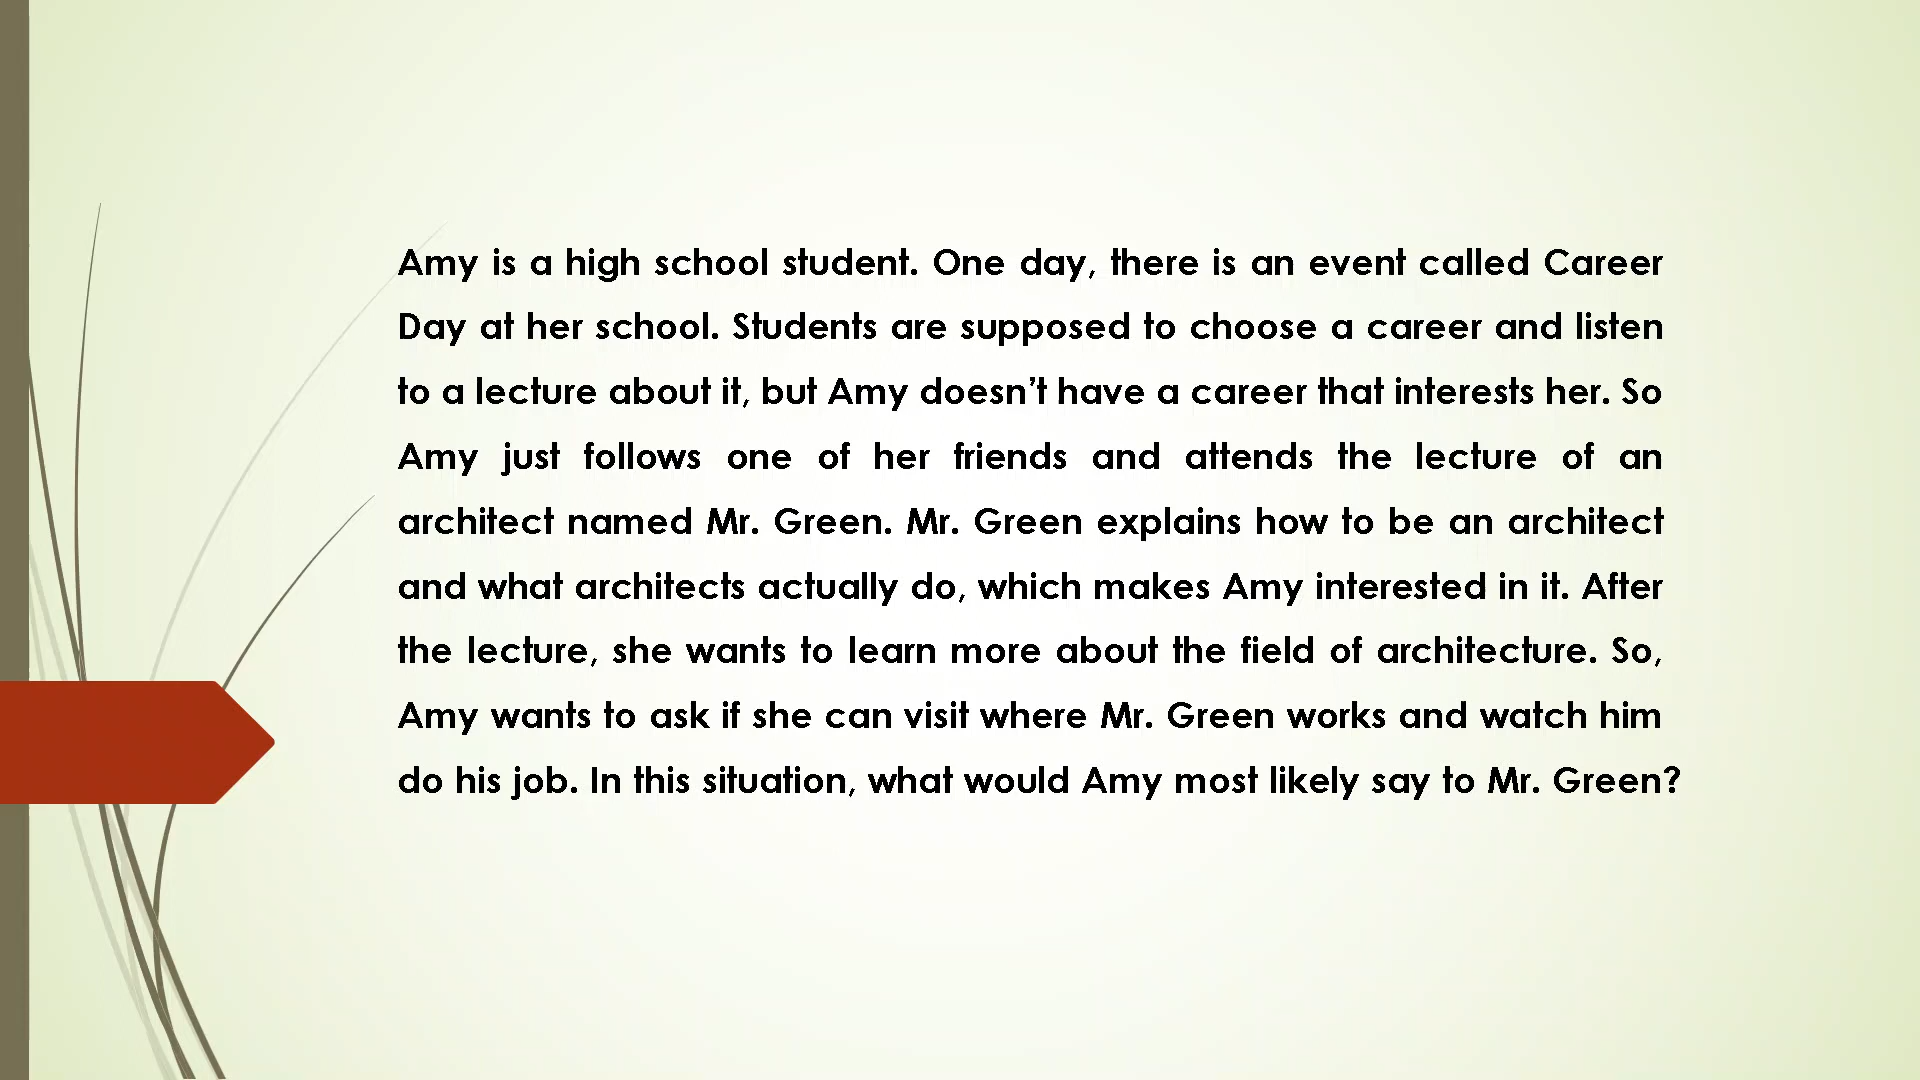 Amy is a high school student. One day, there is an event called Career
Day at her school. Students are supposed to choose a career and listen
to a lecture about it, but Amy doesn’t have a career that interests her. So
Amy just follows one of her friends and attends the lecture of an
architect named Mr. Green. Mr. Green explains how to be an architect
and what architects actually do, which makes Amy interested in it. After
the lecture, she wants to learn more about the field of architecture. So,
Amy wants to ask if she can visit where Mr. Green works and watch him
do his job. In this situation, what would Amy most likely say to Mr. Green?